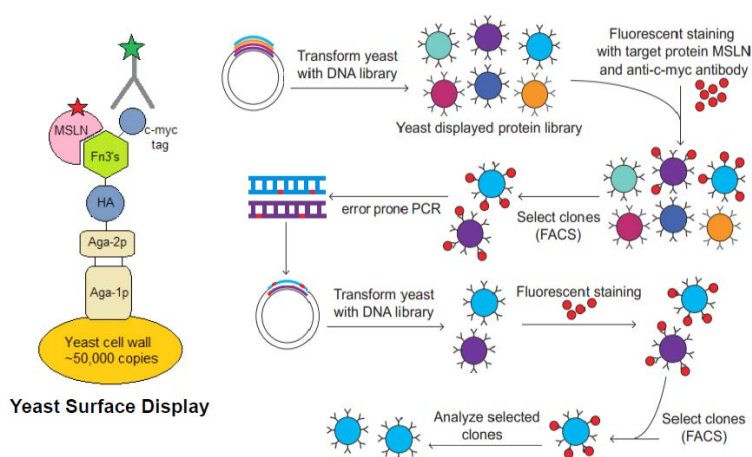 MSLN
c-myc
tag
Fn3's
HA
Aga-2p
Aga-1p
Yeast cell wall
~50,000 copies
Yeast Surface Display
Transform yeast
with DNA library
Yeast displayed protein library
Fluorescent staining
with target protein MSLN
and anti-c-myc antibody
Select clones
(FACS)
error prone PCR
Transform yeast
with DNA library
Fluorescent staining
Select clones
(FACS)
Analyze selected
clones